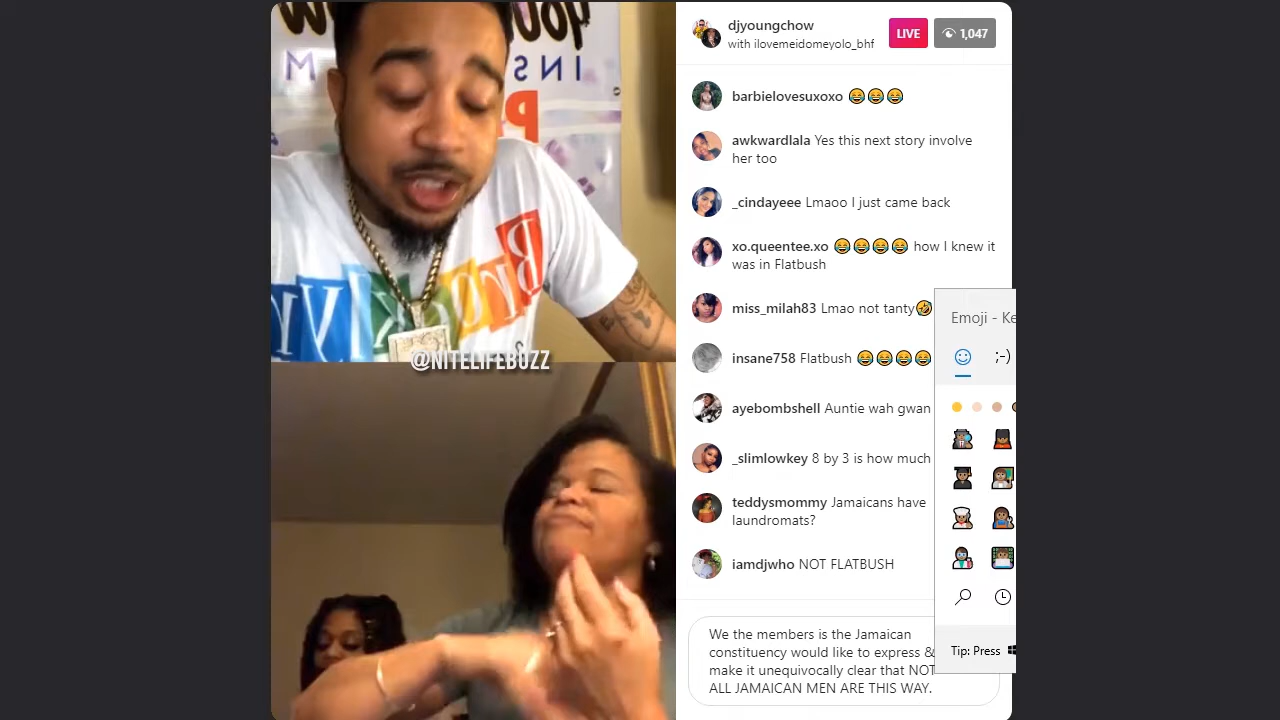 INS
M
P
Brooklyn
@NITELIFEBUZZ
djyoungchow
with ilovemeidomeyolo_bhf
LIVE
1,047
barbielovesuxoxo 😂😂😂
awkwardlala Yes this next story involve
her too
_cindayeee Lmaoo I just came back
xo.queentee.xo 😂😂😂😂 how I knew it
was in Flatbush
miss_milah83 Lmao not tanty🤣
insane758 Flatbush 😂😂😂😂
ayebombshell Auntie wah gwan
_slimlowkey 8 by 3 is how much
teddysmommy Jamaicans have
laundromats?
iamdjwho NOT FLATBUSH
We the members is the Jamaican
constituency would like to express &
make it unequivocally clear that NOT
ALL JAMAICAN MEN ARE THIS WAY.
Emoji - Ke
;-)
Tip: Press